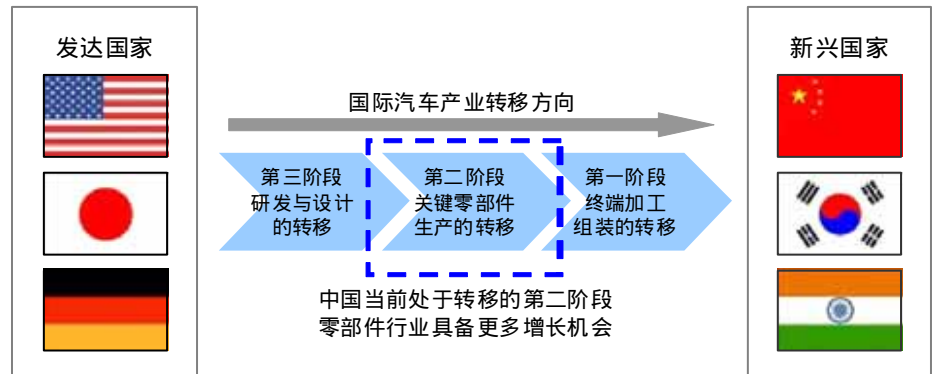 发达国家
新兴国家
国际汽车产业转移方向
第三阶段
研发与设计
的转移
第二阶段
关键零部件
生产的转移
第一阶段
终端加工
组装的转移
中国当前处于转移的第二阶段
零部件行业具备更多增长机会